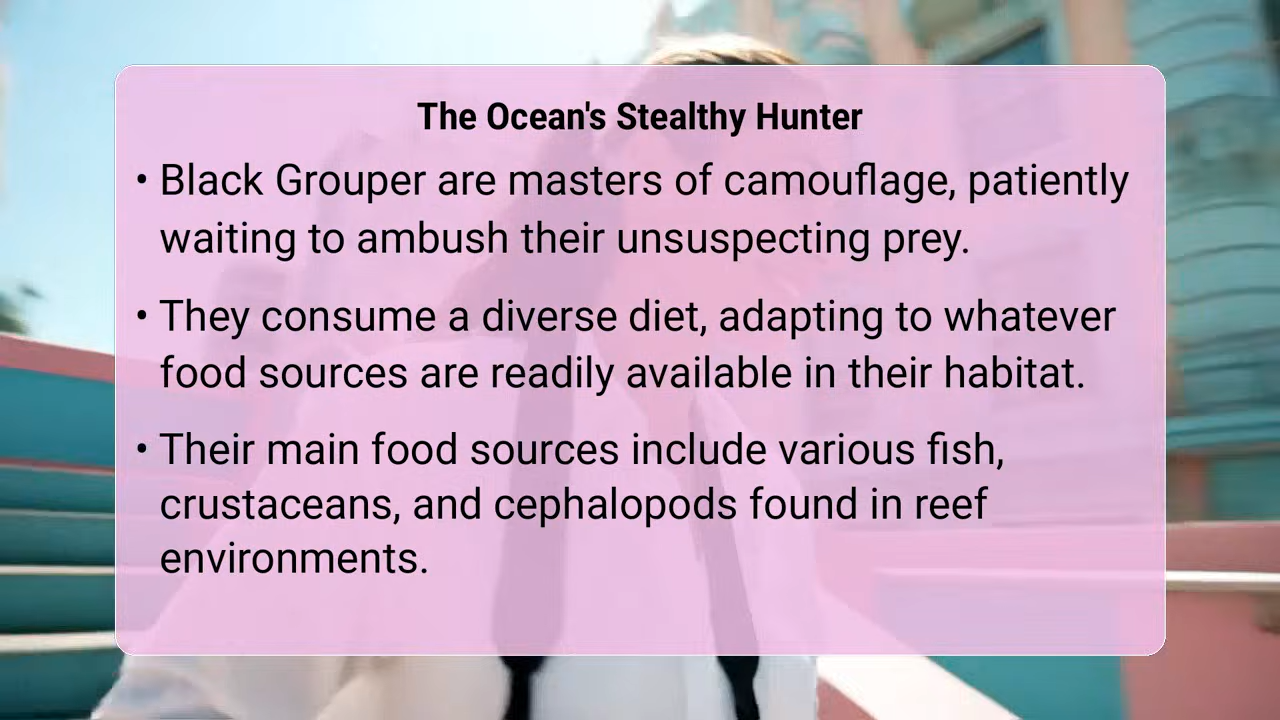 The Ocean's Stealthy Hunter
• Black Grouper are masters of camouflage, patiently
waiting to ambush their unsuspecting prey.
• They consume a diverse diet, adapting to whatever
food sources are readily available in their habitat.
• Their main food sources include various fish,
crustaceans, and cephalopods found in reef
environments.